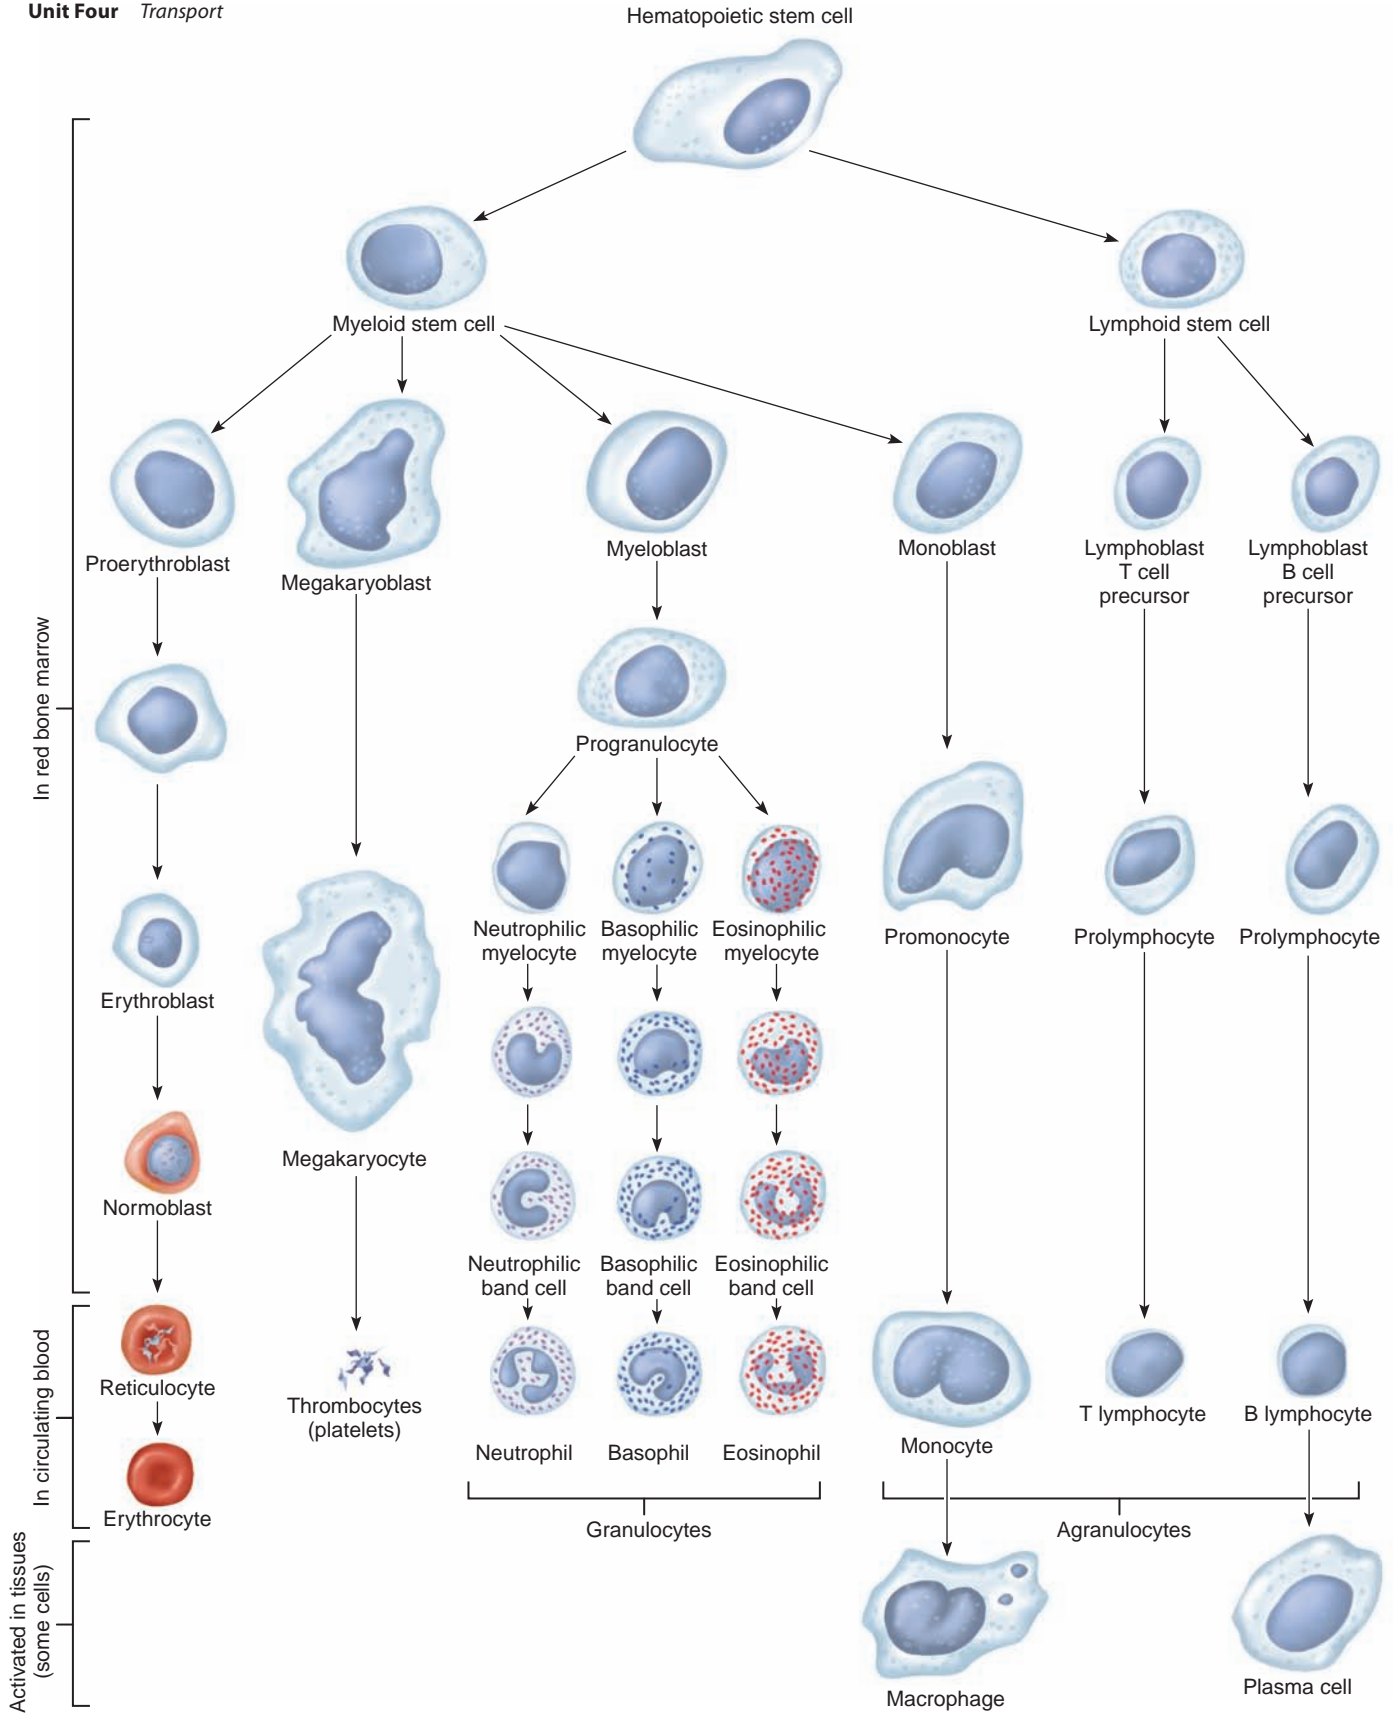 Unit Four Transport
Hematopoietic stem cell
Myeloid stem cell
Lymphoid stem cell
Proerythroblast
Megakaryoblast
Myeloblast
Monoblast
Lymphoblast
T cell
precursor
Lymphoblast
B cell
precursor
In red bone marrow
Progranulocyte
Neutrophilic
myelocyte
Basophilic
myelocyte
Eosinophilic
myelocyte
Promonocyte
Prolymphocyte
Prolymphocyte
Erythroblast
Megakaryocyte
Normoblast
Neutrophilic
band cell
Basophilic
band cell
Eosinophilic
band cell
In circulating blood
Reticulocyte
Thrombocytes
(platelets)
Neutrophil
Basophil
Eosinophil
Monocyte
T lymphocyte
B lymphocyte
Erythrocyte
Granulocytes
Agranulocytes
Activated in tissues
(some cells)
Macrophage
Plasma cell